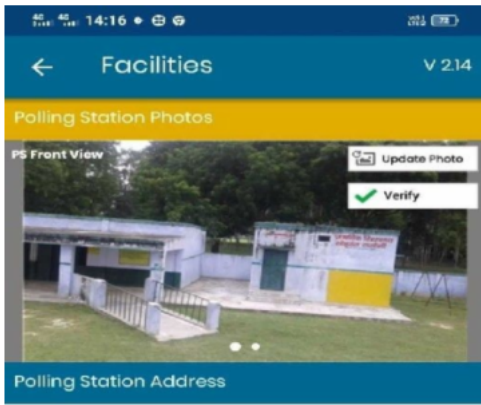 14:16
Facilities
V 2.14
Polling Station Photos
PS Front View
Update Photo
Verify
Polling Station Address